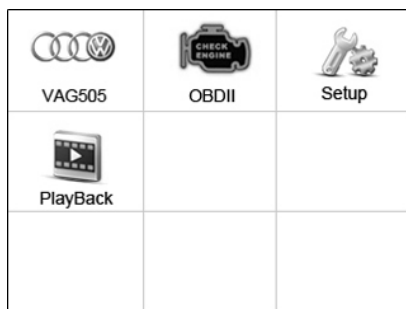 CHECK
ENGINE
VAG505
OBDII
Setup
PlayBack